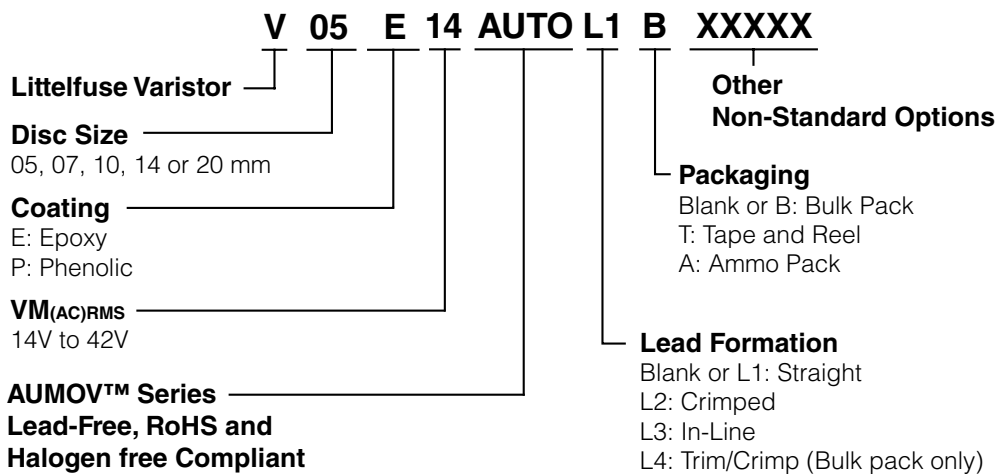 V 05 E 14 AUTO L1 B XXXXX
Littelfuse Varistor
Disc Size
05, 07, 10, 14 or 20 mm
Coating
E: Epoxy
P: Phenolic
VM(AC)RMS
14V to 42V
AUMOV™ Series
Lead-Free, RoHS and
Halogen free Compliant
Other
Non-Standard Options
Packaging
Blank or B: Bulk Pack
T: Tape and Reel
A: Ammo Pack
Lead Formation
Blank or L1: Straight
L2: Crimped
L3: In-Line
L4: Trim/Crimp (Bulk pack only)